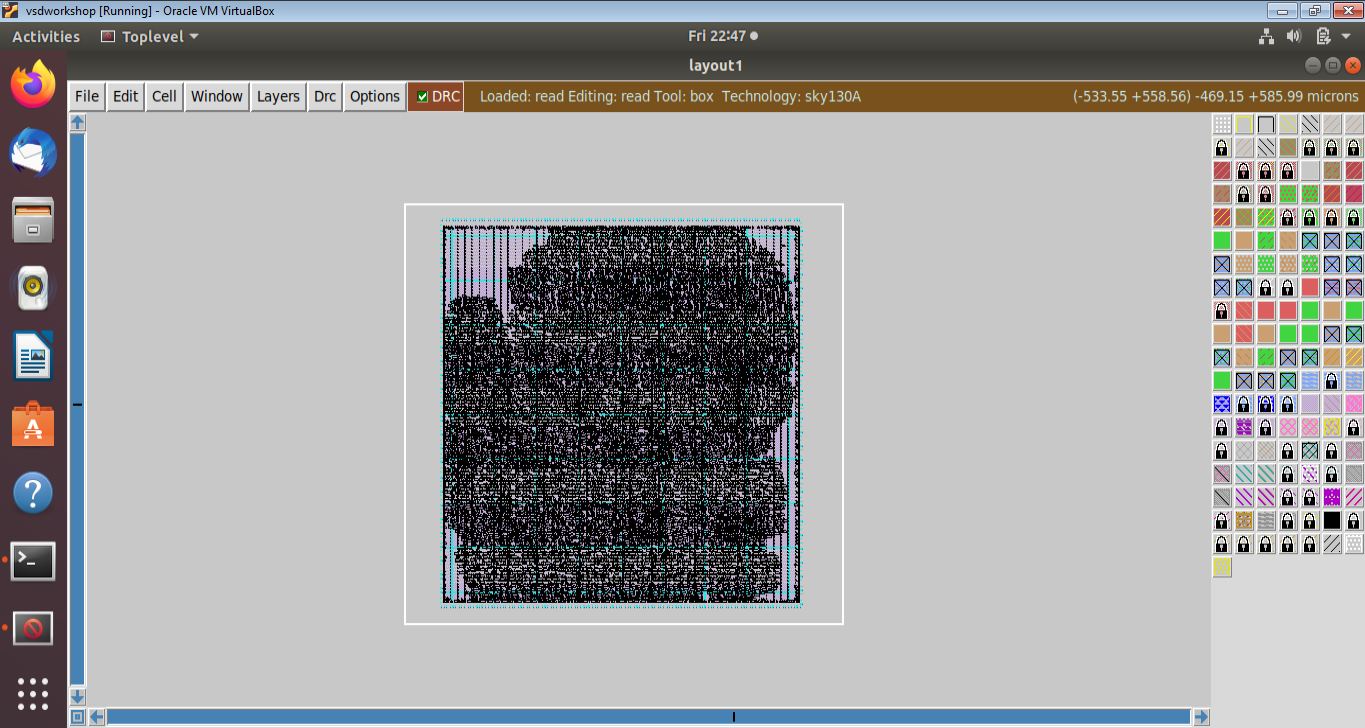 vsdworkshop [Running] - Oracle VM VirtualBox
Activities Toplevel Fri 22:47
layout1
File Edit Cell Window Layers Drc Options DRC Loaded: read Editing: read Tool: box Technology: sky130A (-533.55 +558.56) -469.15 +585.99 microns